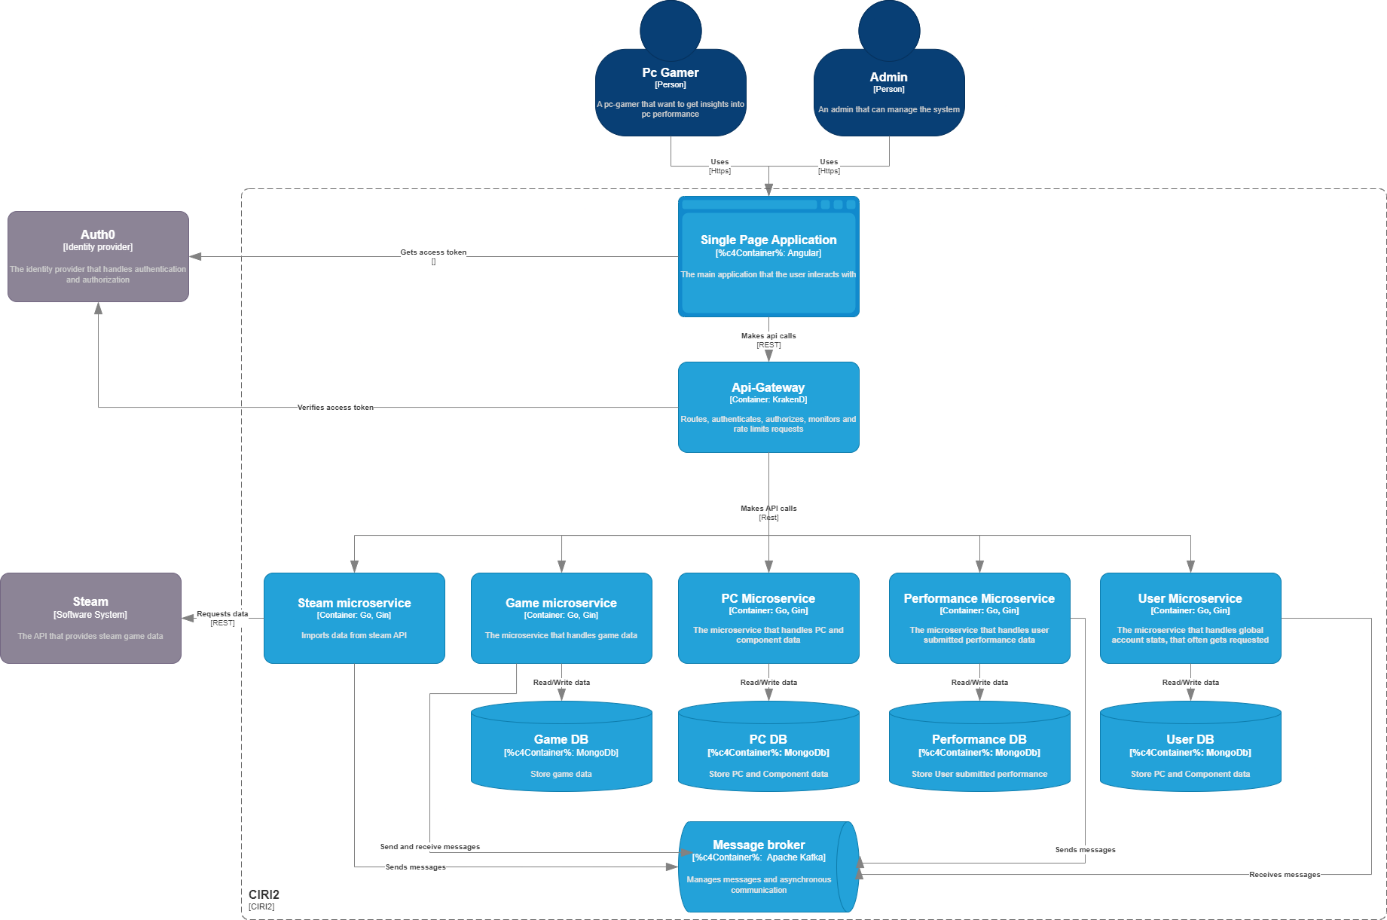 Pc Gamer
[Person]
A pc-gamer that want to get insights into
pc performance
Admin
[Person]
An admin that can manage the system
Uses
[Https]
Uses
[Https]
Auth0
[Identity provider]
The identity provider that handles authentication
and authorization
Gets access token
[]
Single Page Application
[%c4Container%: Angular]
The main application that the user interacts with
Makes api calls
[REST]
Api-Gateway
[Container: KrakenD]
Routes, authenticates, authorizes, monitors and
rate limits requests
Verifies access token
Makes API calls
[Rest]
Steam
[Software System]
The API that provides steam game data
Requests data
[REST]
Steam microservice
[Container: Go, Gin]
Imports data from steam API
Game microservice
[Container: Go, Gin]
The microservice that handles game data
PC Microservice
[Container: Go, Gin]
The microservice that handles PC and
component data
Performance Microservice
[Container: Go, Gin]
The microservice that handles user
submitted performance data
User Microservice
[Container: Go, Gin]
The microservice that handles global
account stats, that often gets requested
Read/Write data
Read/Write data
Read/Write data
Read/Write data
Game DB
[%c4Container%: MongoDb]
Store game data
PC DB
[%c4Container%: MongoDb]
Store PC and Component data
Performance DB
[%c4Container%: MongoDb]
Store User submitted performance
User DB
[%c4Container%: MongoDb]
Store PC and Component data
Send and receive messages
Sends messages
Message broker
[%c4Container%: Apache Kafka]
Manages messages and asynchronous
communication
Sends messages
Receives messages
CIRI2
[CIRI2]